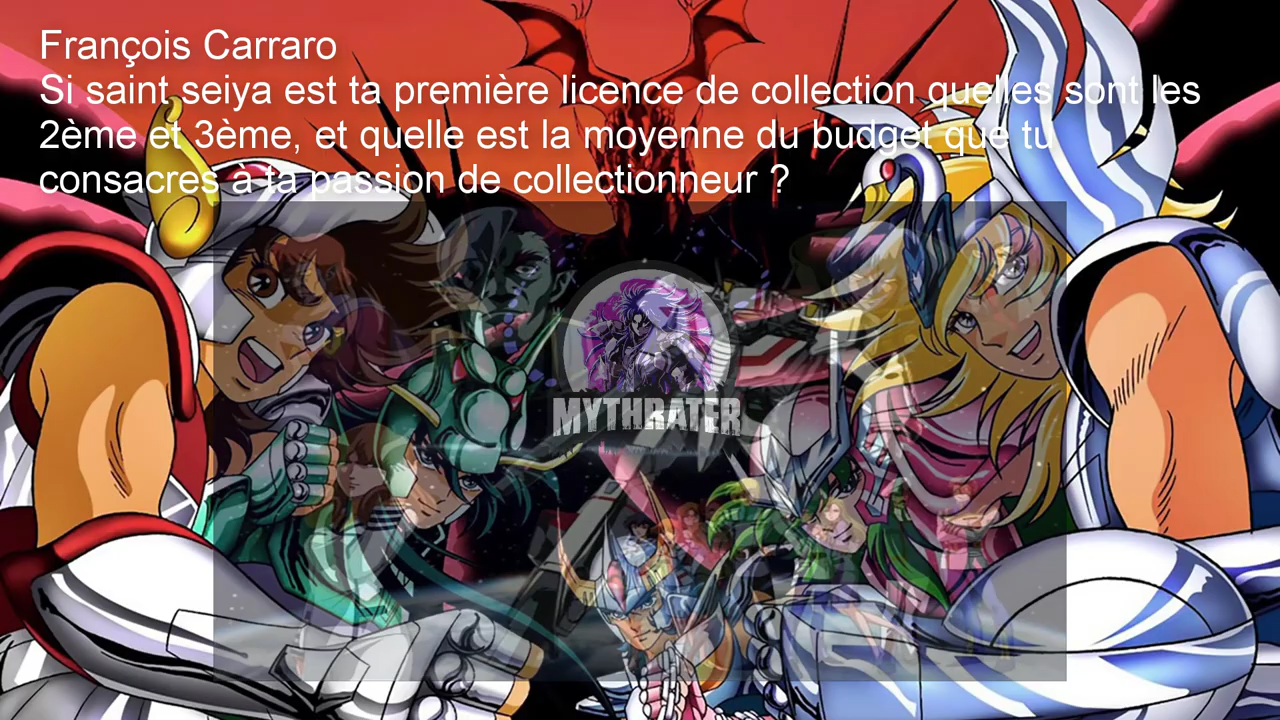 François Carraro
Si saint seiya est ta première licence de collection quelles sont les
2ème et 3ème, et quelle est la moyenne du budget que tu
consacres à ta passion de collectionneur ?
MYTHRATER